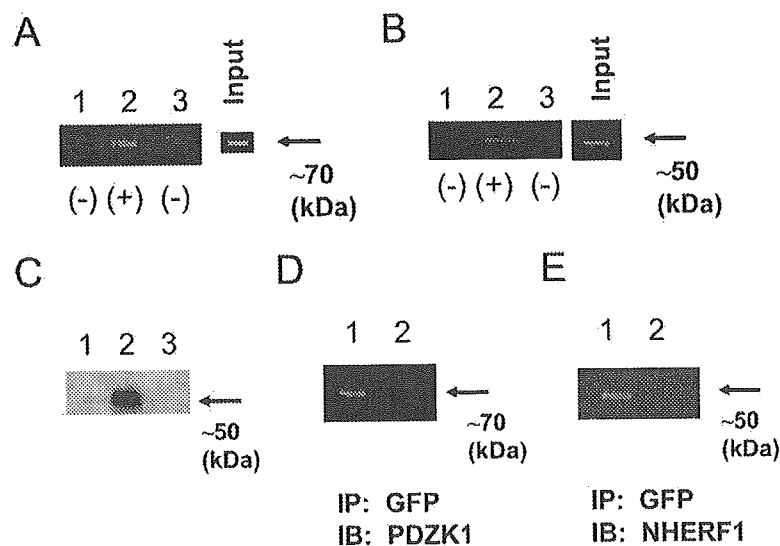 A
Input
1 2 3
~70
(kDa)
(-) (+) (-)
B
Input
1 2 3
~50
(kDa)
(-) (+) (-)
C
1 2 3
~50
(kDa)
D
1 2
~70
(kDa)
IP: GFP
IB: PDZK1
E
1 2
~50
(kDa)
IP: GFP
IB: NHERF1